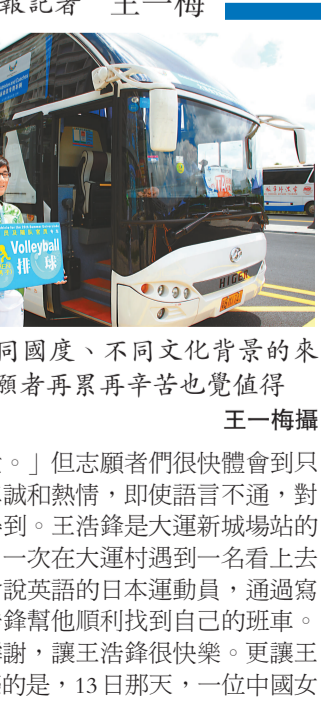 報記者 王一梅
Volleyball
排 球
HIGER
同國度、不同文化背景的來
願者再累再辛苦也覺值得
王一梅攝
。」但志願者們很快體會到只
誠和熱情，即使語言不通，對
到。王浩鋒是大運新城場站的
一次在大運村遇到一名看上去
說英語的日本運動員，通過寫
鋒幫他順利找到自己的班車。
謝，讓王浩鋒很快樂。更讓王
的是，13日那天，一位中國女